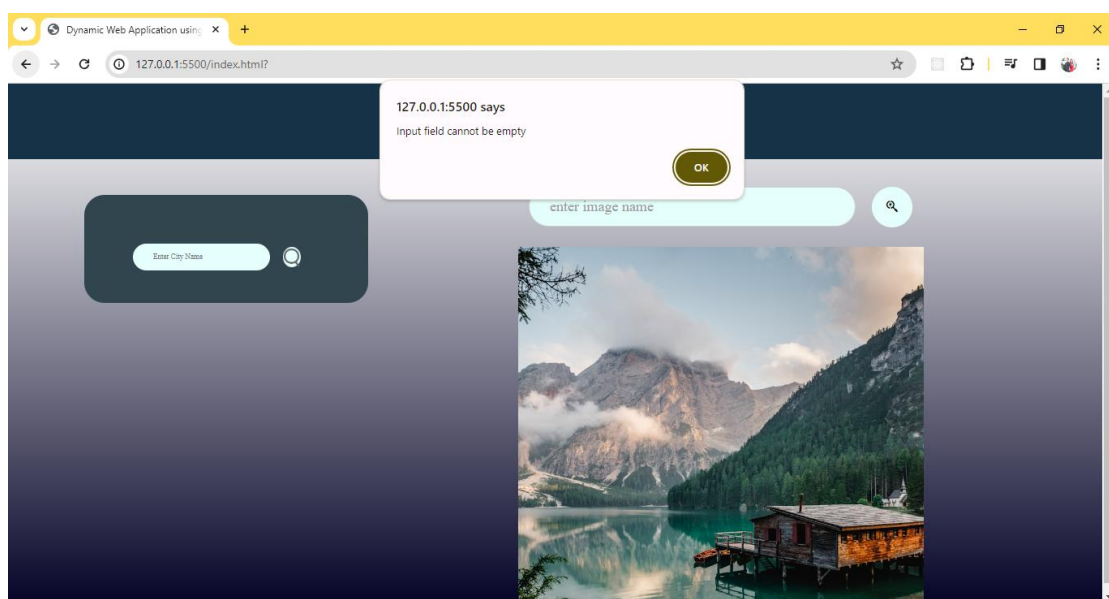 Dynamic Web Application using
127.0.0.1:5500/index.html?
127.0.0.1:5500 says
Input field cannot be empty
OK
enter image name
Enter City Name